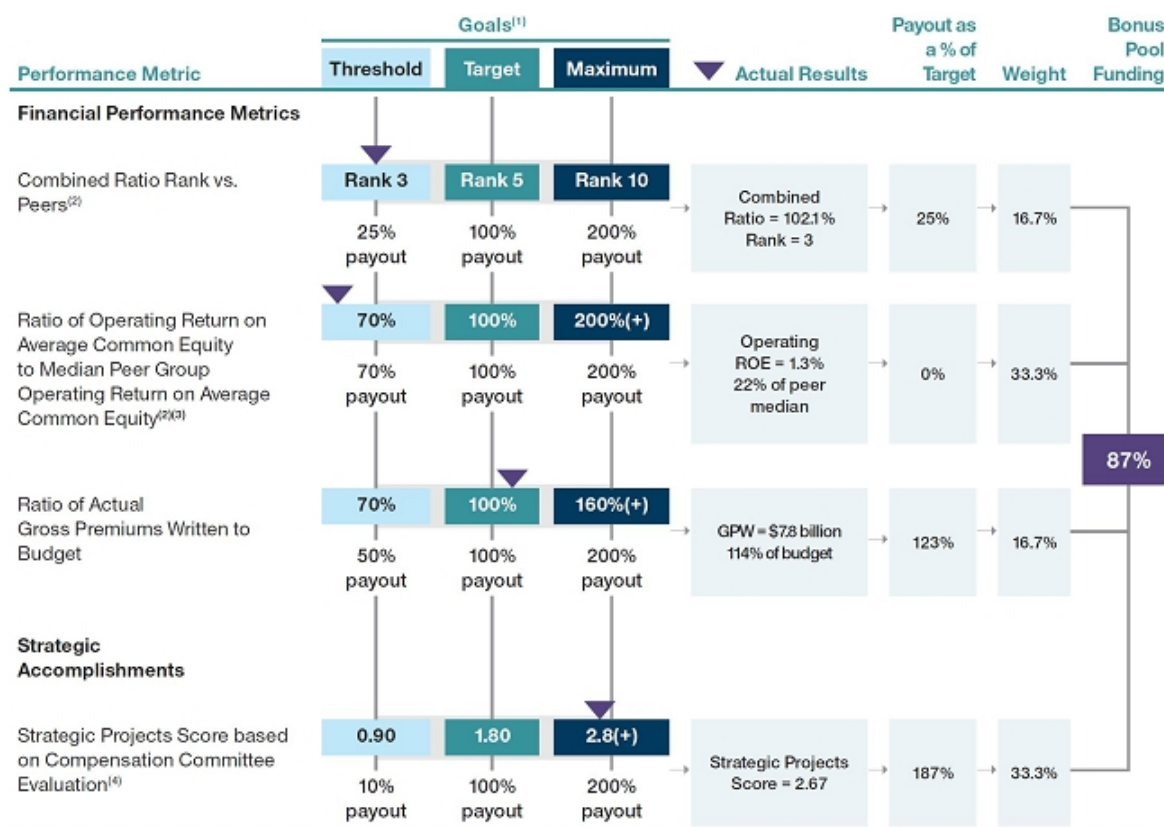 Goals(1)
Payout as
a % of
Target
Bonus
Pool
Funding
Performance Metric
Threshold
Target
Maximum
Actual Results
Weight
Financial Performance Metrics
Combined Ratio Rank vs.
Peers(2)
Rank 3
Rank 5
Rank 10
25%
payout
100%
payout
200%
payout
Combined
Ratio = 102.1%
Rank = 3
25%
16.7%
Ratio of Operating Return on
Average Common Equity
to Median Peer Group
Operating Return on Average
Common Equity(2)(3)
70%
100%
200%(+)
70%
payout
100%
payout
200%
payout
Operating
ROE = 1.3%
22% of peer
median
0%
33.3%
87%
Ratio of Actual
Gross Premiums Written to
Budget
70%
100%
160%(+)
50%
payout
100%
payout
200%
payout
GPW = $7.8 billion
114% of budget
123%
16.7%
Strategic
Accomplishments
Strategic Projects Score based
on Compensation Committee
Evaluation(4)
0.90
1.80
2.8(+)
10%
payout
100%
payout
200%
payout
Strategic Projects
Score = 2.67
187%
33.3%